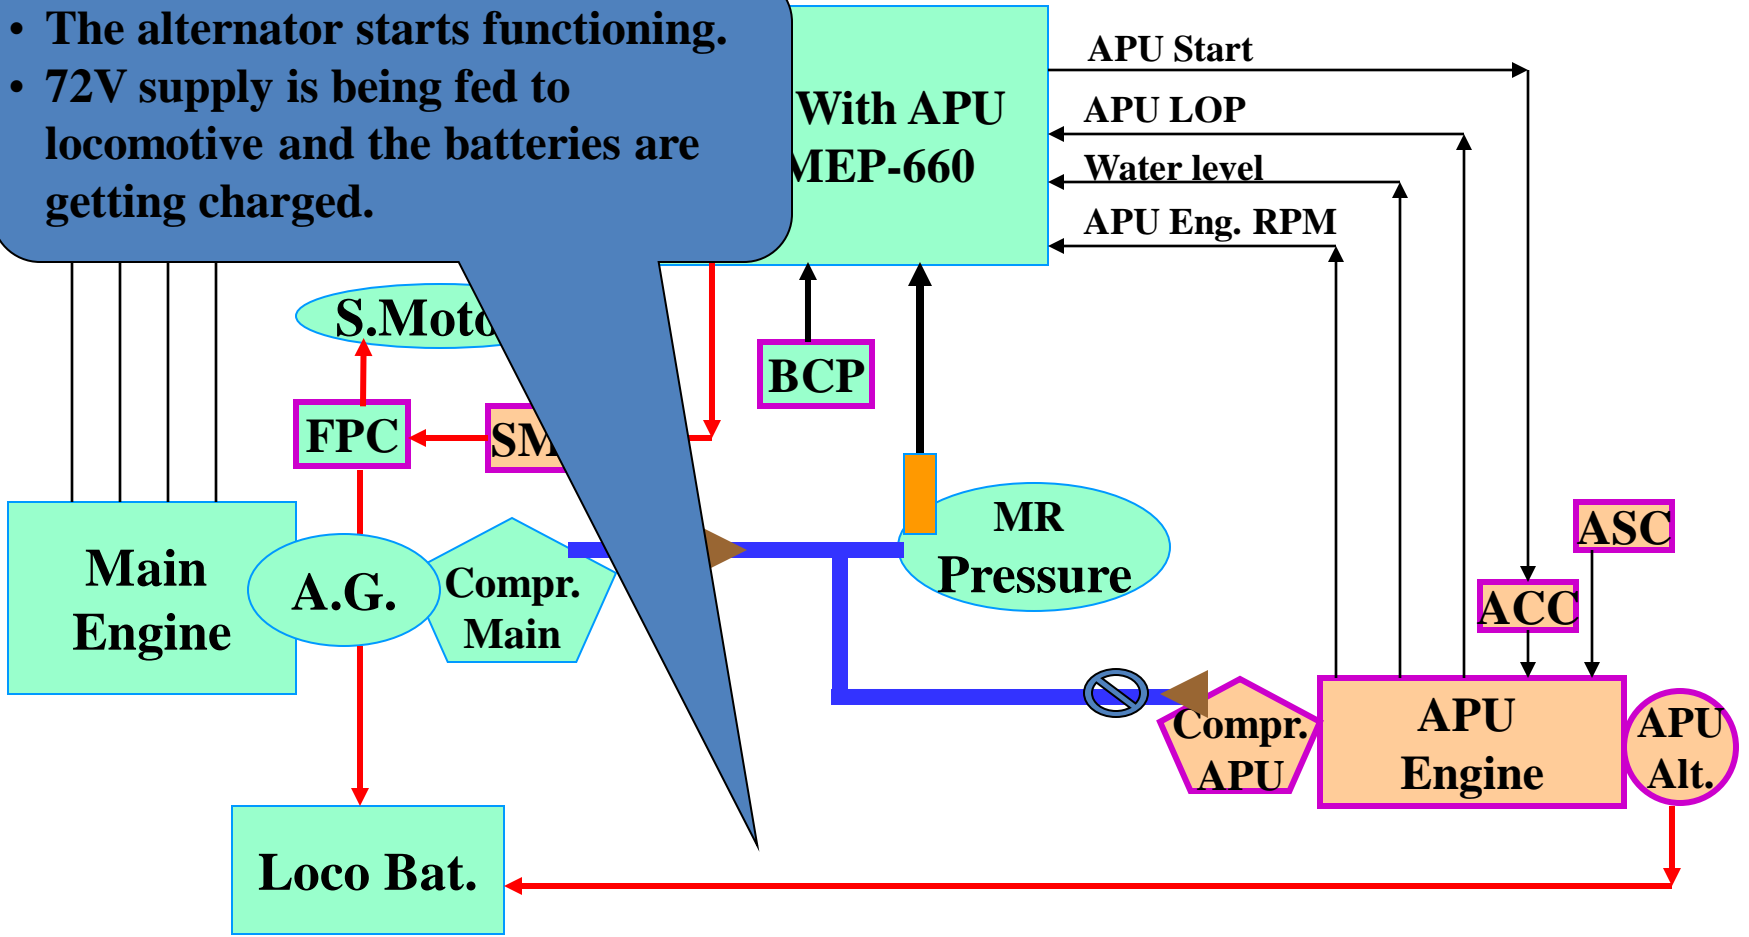 • The alternator starts functioning.
• 72V supply is being fed to
locomotive and the batteries are
getting charged.
With APU
MEP-660
APU Start
APU LOP
Water level
APU Eng. RPM
S.Moto
BCP
FPC
SM
MR
Pressure
ASC
ACC
Main
Engine
A.G.
Compr.
Main
Compr.
APU
APU
Engine
APU
Alt.
Loco Bat.